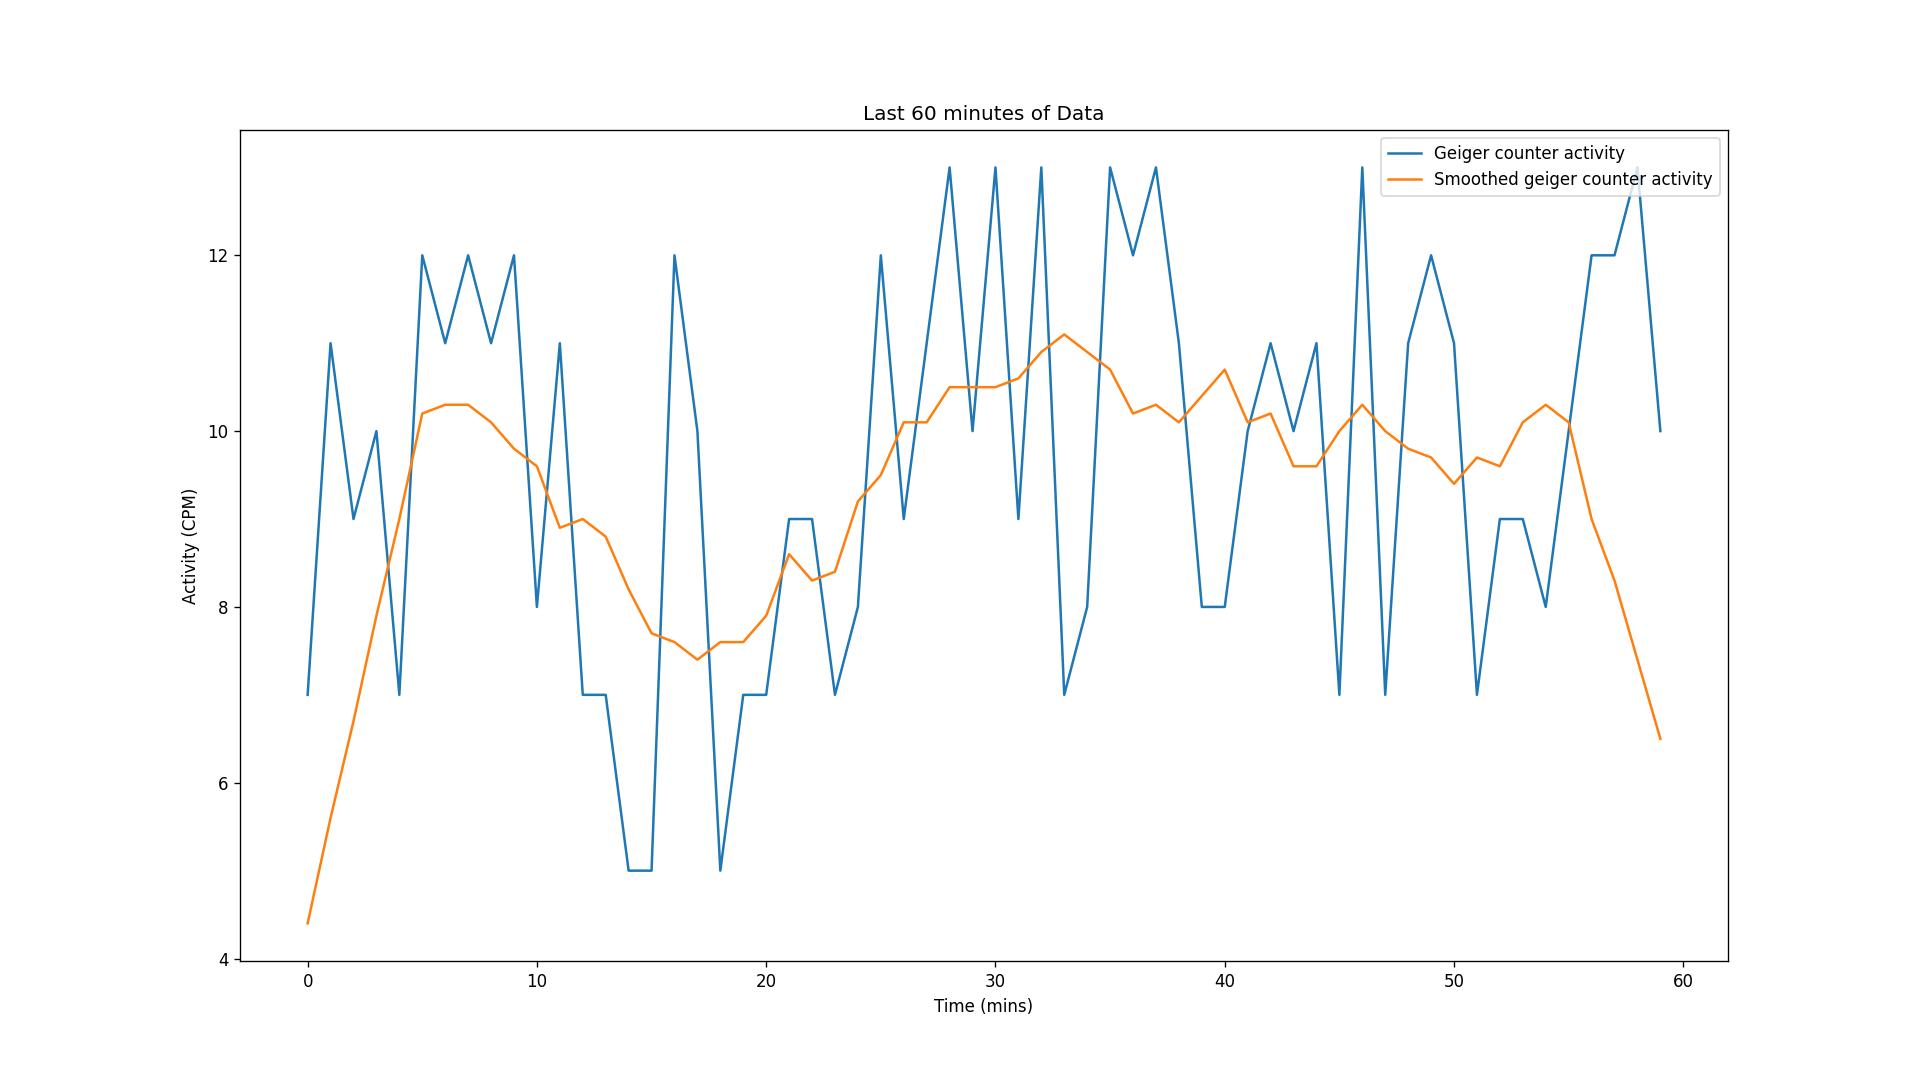 Last 60 minutes of Data
Geiger counter activity
Smoothed geiger counter activity
12
10
8
6
4
Activity (CPM)
0 10 20 30 40 50 60
Time (mins)